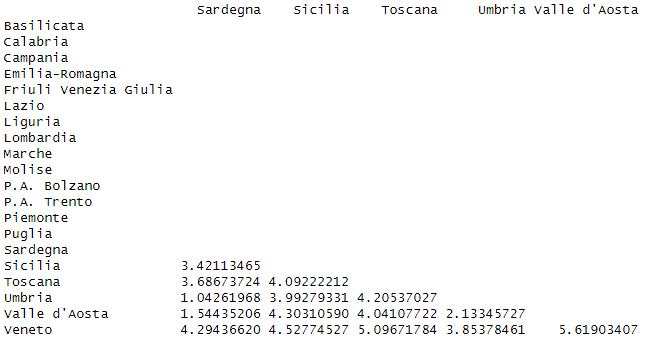 Sardegna Sicilia Toscana Umbria Valle d'Aosta
Basilicata
Calabria
Campania
Emilia-Romagna
Friuli Venezia Giulia
Lazio
Liguria
Lombardia
Marche
Molise
P.A. Bolzano
P.A. Trento
Piemonte
Puglia
Sardegna
Sicilia 3.42113465
Toscana 3.68673724 4.09222212
Umbria 1.04261968 3.99279331 4.20537027
Valle d'Aosta 1.54435206 4.30310590 4.04107722 2.13345727
Veneto 4.29436620 4.52774527 5.09671784 3.85378461 5.61903407